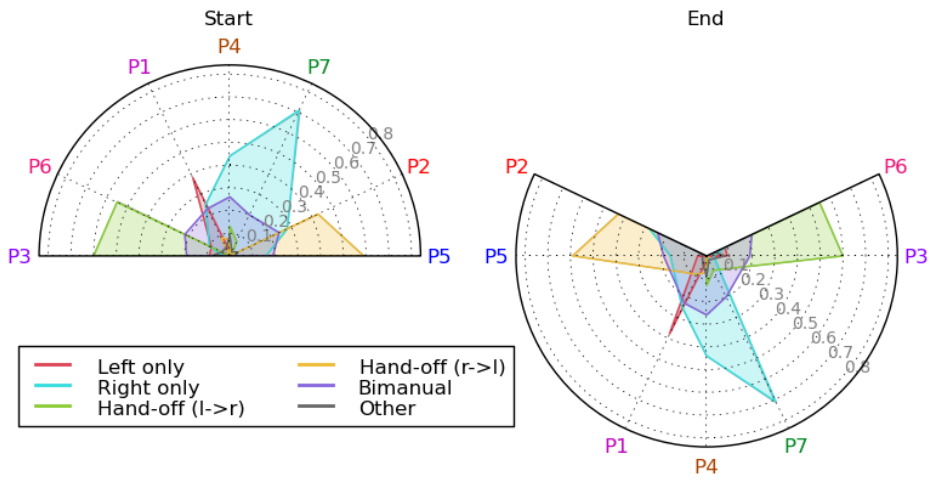 Start
End
P4
P1
P7
P6
P2
P3
P5
0.1
0.2
0.3
0.4
0.5
0.6
0.7
0.8
P2
P6
P5
P3
0.1
0.2
0.3
0.4
0.5
0.6
0.7
0.8
P1
P7
P4
Left only
Right only
Hand-off (l->r)
Hand-off (r->l)
Bimanual
Other